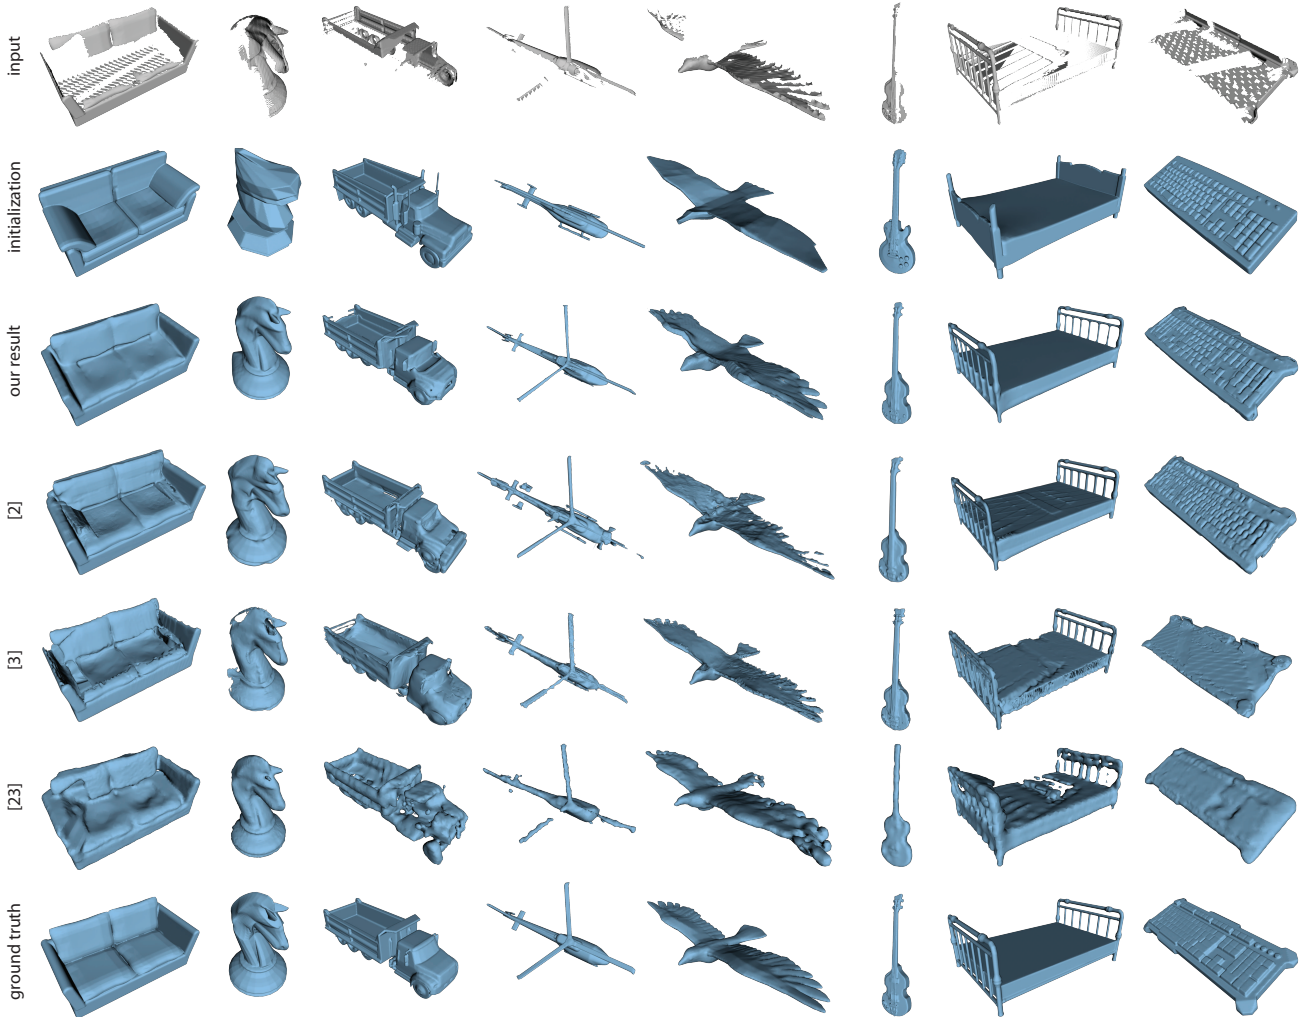 input
initialization
our result
[2]
[3]
[23]
ground truth